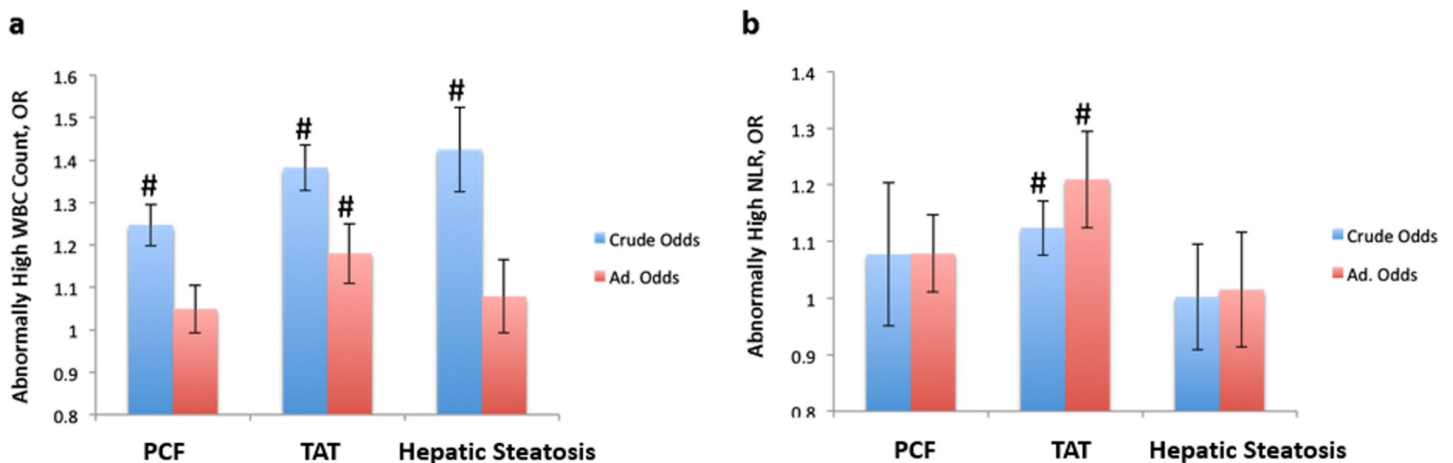 a
Abnormally High WBC Count, OR
1.6
1.5
1.4
1.3
1.2
1.1
1
0.9
0.8
#
#
#
#
PCF
TAT
Hepatic Steatosis
Crude Odds
Ad. Odds
b
Abnormally High NLR, OR
1.4
1.3
1.2
1.1
1
0.9
0.8
#
#
PCF
TAT
Hepatic Steatosis
Crude Odds
Ad. Odds